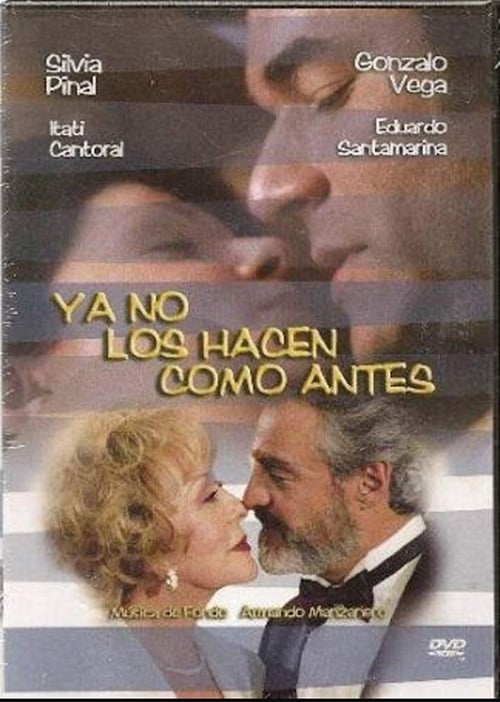 Silvia
Pinal
Gonzalo
Vega
Itati
Cantoral
Eduardo
Santamarina
YA NO
LOS HACEN
COMO ANTES
Música de Fondo Armando Manzanero
DVD